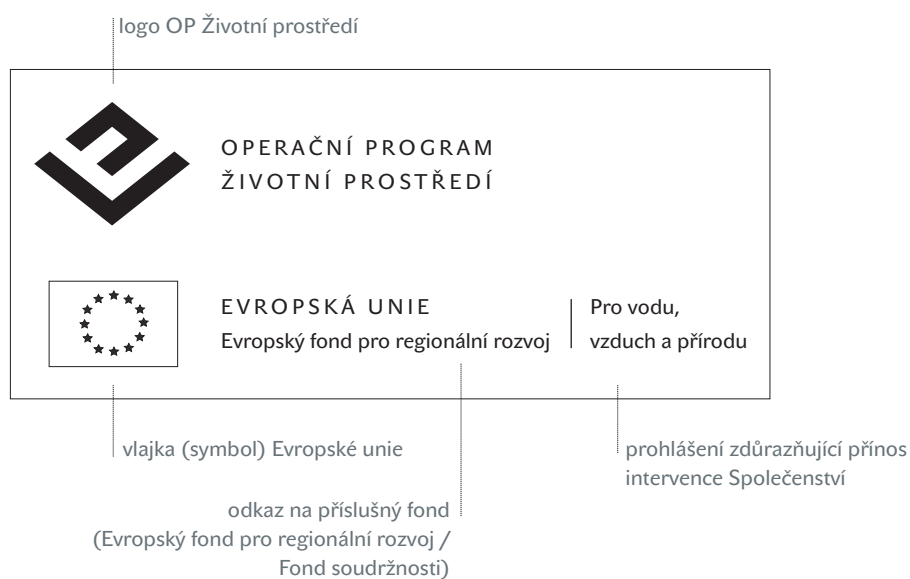 logo OP Životní prostředí
OPERAČNÍ PROGRAM
ŽIVOTNÍ PROSTŘEDÍ
EVROPSKÁ UNIE
Evropský fond pro regionální rozvoj
Pro vodu,
vzduch a přírodu
vlajka (symbol) Evropské unie
prohlášení zdůrazňující přínos
intervence Společenství
odkaz na příslušný fond
(Evropský fond pro regionální rozvoj /
Fond soudržnosti)